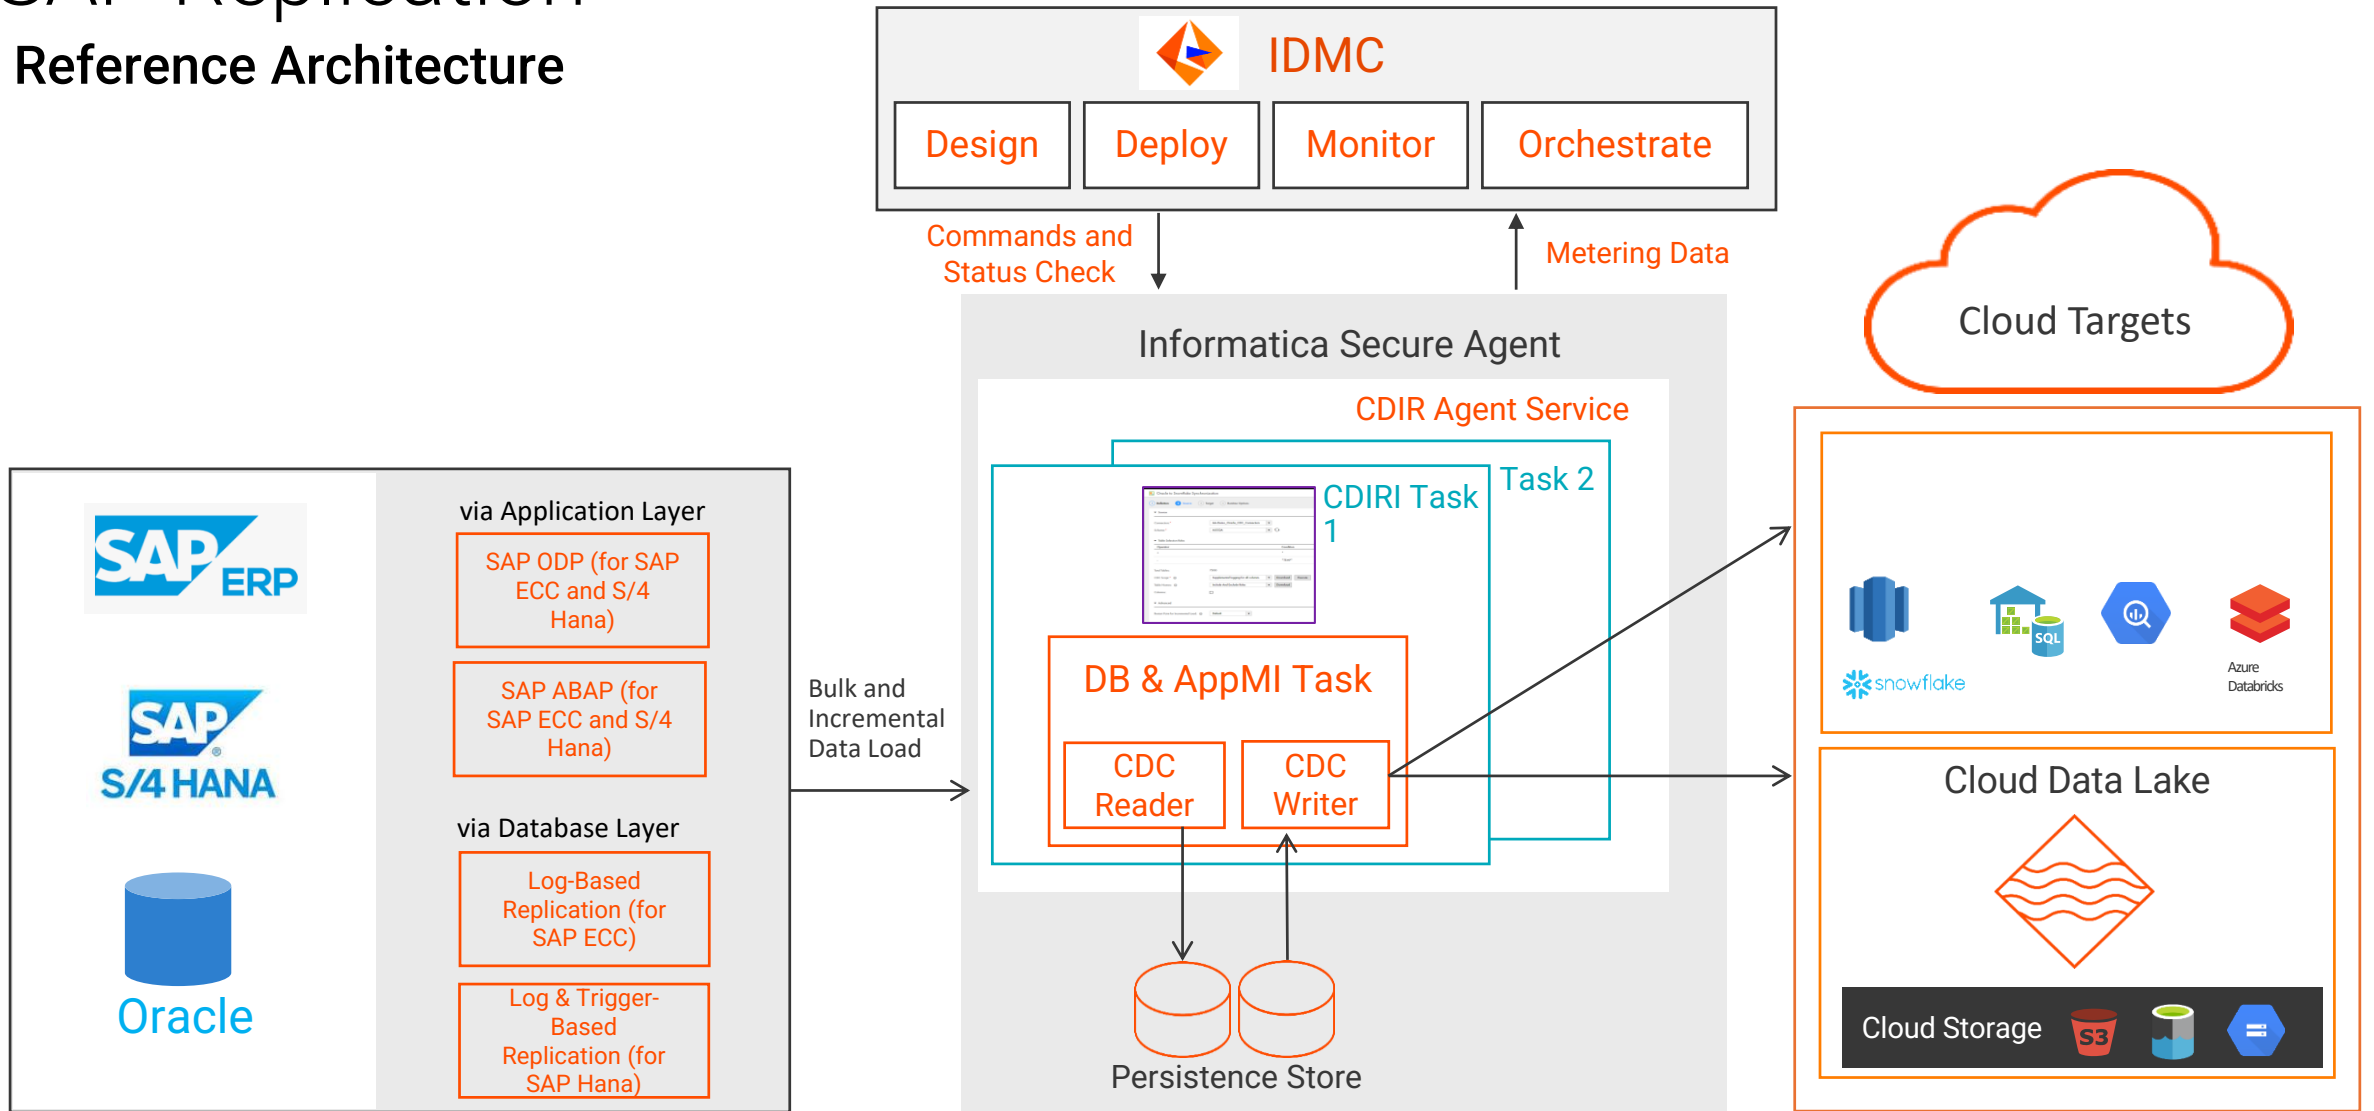 SAP Replication
Reference Architecture
IDMC
Design
Deploy
Monitor
Orchestrate
Commands and
Status Check
Metering Data
Informatica Secure Agent
CDIR Agent Service
Task 2
CDIRI Task
1
DB & AppMI Task
CDC
Reader
CDC
Writer
Persistence Store
SAP
ERP
SAP
S/4 HANA
Oracle
via Application Layer
SAP ODP (for SAP
ECC and S/4
Hana)
SAP ABAP (for
SAP ECC and S/4
Hana)
via Database Layer
Log-Based
Replication (for
SAP ECC)
Log & Trigger-
Based
Replication (for
SAP Hana)
Bulk and
Incremental
Data Load
Cloud Targets
snowflake
SQL
Azure
Databricks
Cloud Data Lake
Cloud Storage
S3